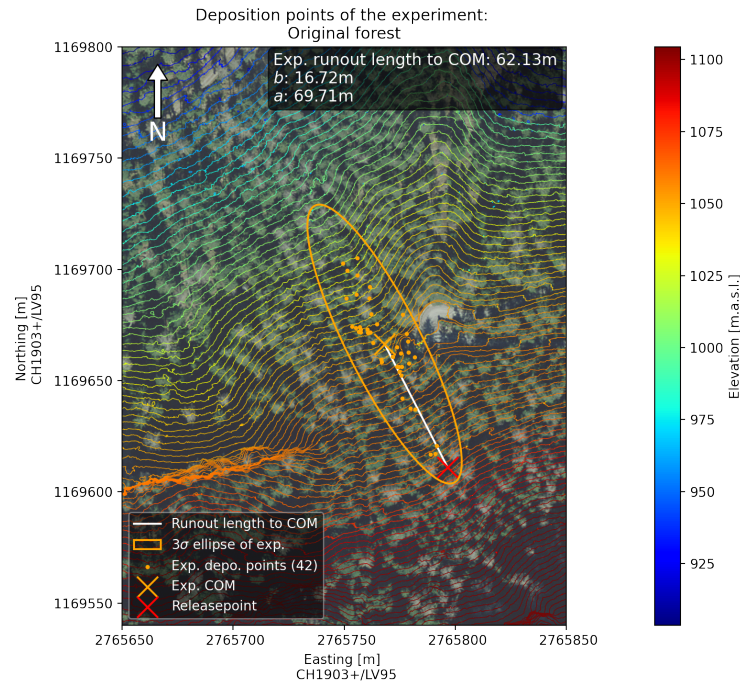 Deposition points of the experiment:
Original forest
Exp. runout length to COM: 62.13m
b: 16.72m
a: 69.71m
N
1169800
1169750
1169700
1169650
1169600
1169550
Northing [m]
CH1903+/LV95
Runout length to COM
3σ ellipse of exp.
Exp. depo. points (42)
Exp. COM
Releasepoint
2765650
2765700
2765750
2765800
2765850
Easting [m]
CH1903+/LV95
1100
1075
1050
1025
1000
975
950
925
Elevation [m.a.s.l.]